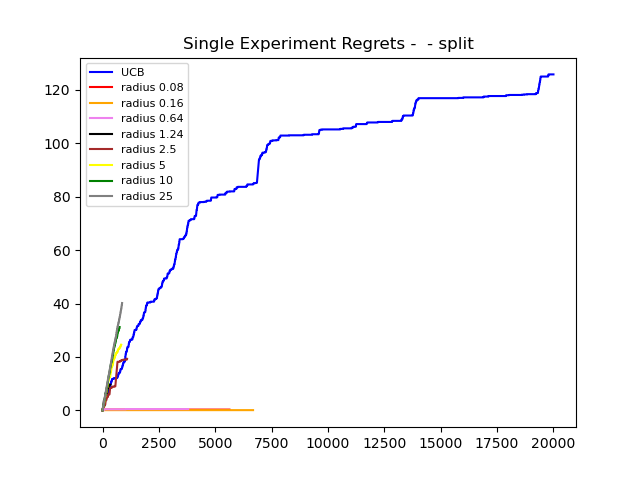 Single Experiment Regrets -  - split
UCB
radius 0.08
radius 0.16
radius 0.64
radius 1.24
radius 2.5
radius 5
radius 10
radius 25
120
100
80
60
40
20
0
0 2500 5000 7500 10000 12500 15000 17500 20000